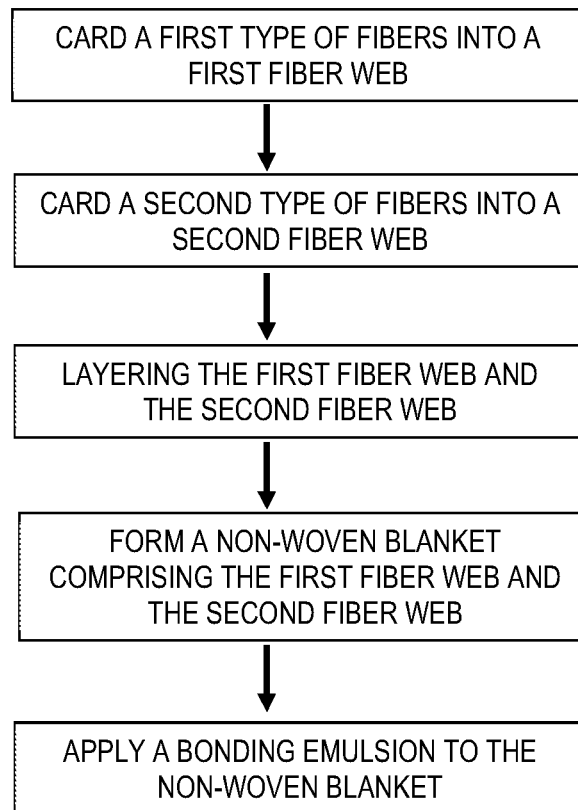 CARD A FIRST TYPE OF FIBERS INTO A
FIRST FIBER WEB
CARD A SECOND TYPE OF FIBERS INTO A
SECOND FIBER WEB
LAYERING THE FIRST FIBER WEB AND
THE SECOND FIBER WEB
FORM A NON-WOVEN BLANKET
COMPRISING THE FIRST FIBER WEB AND
THE SECOND FIBER WEB
APPLY A BONDING EMULSION TO THE
NON-WOVEN BLANKET